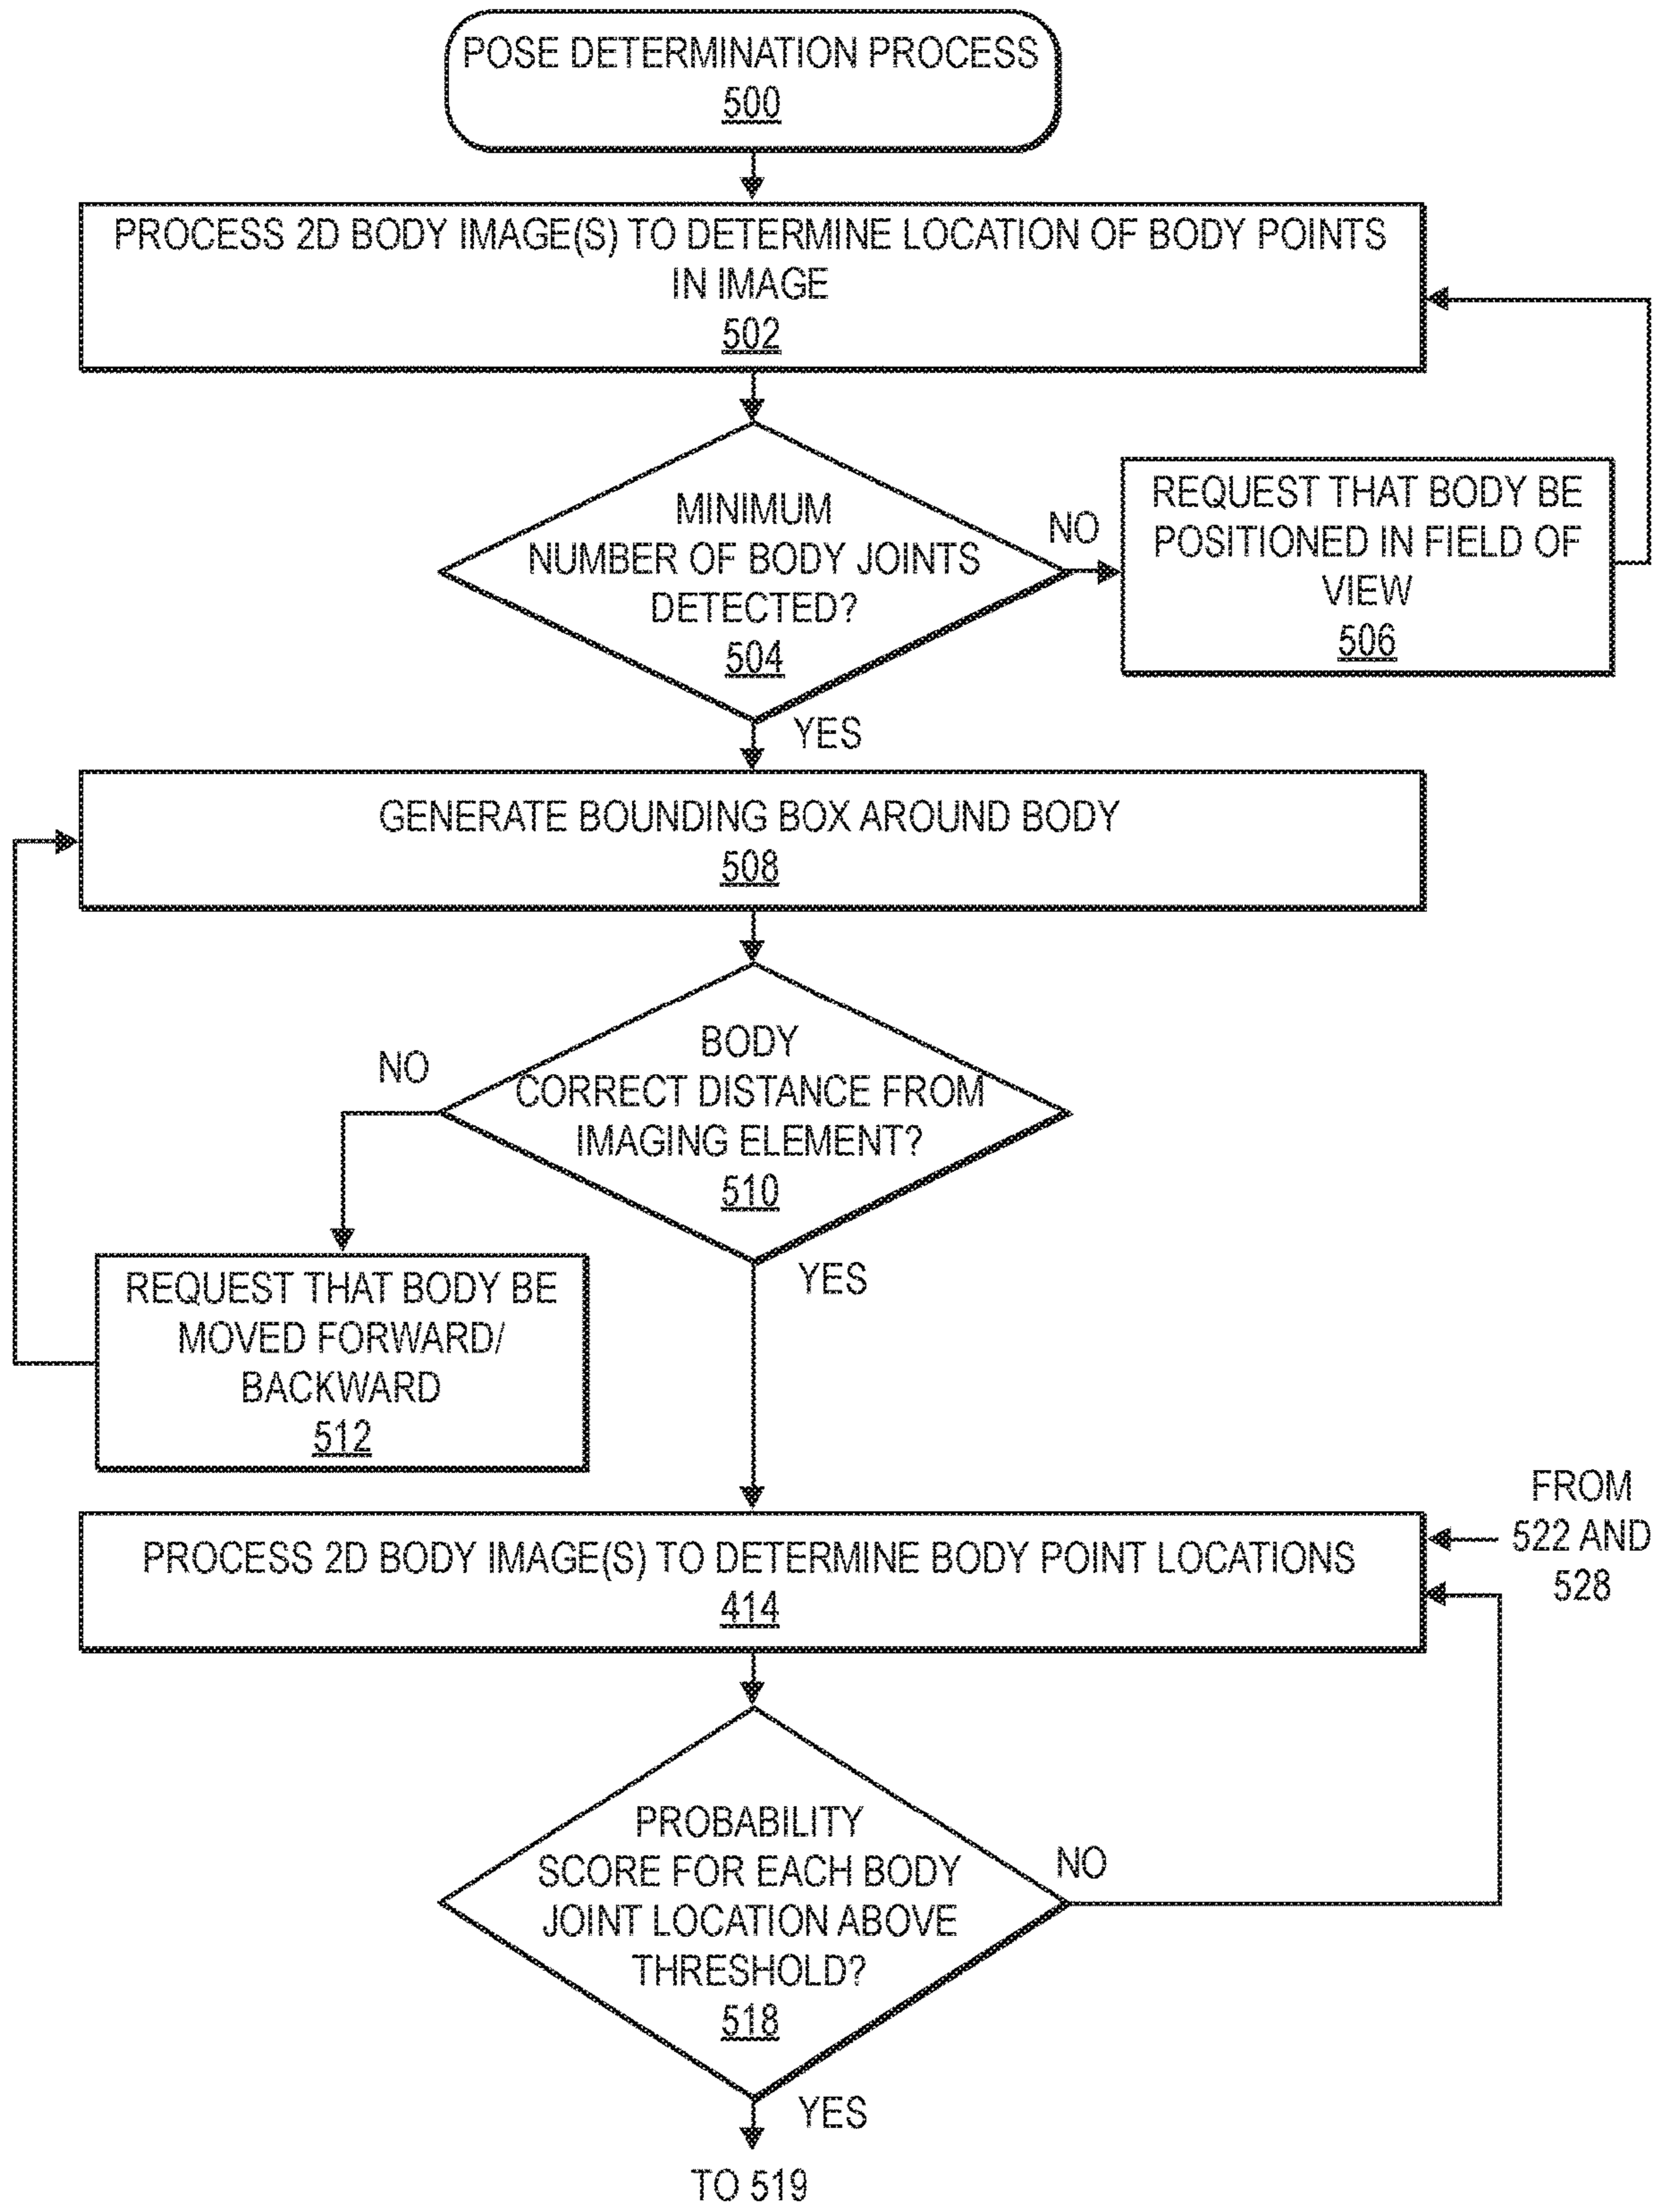 POSE DETERMINATION PROCESS
500
PROCESS 2D BODY IMAGE(S) TO DETERMINE LOCATION OF BODY POINTS
IN IMAGE
502
MINIMUM
NUMBER OF BODY JOINTS
DETECTED?
504
NO
REQUEST THAT BODY BE
POSITIONED IN FIELD OF
VIEW
506
YES
GENERATE BOUNDING BOX AROUND BODY
508
BODY
CORRECT DISTANCE FROM
IMAGING ELEMENT?
510
NO
REQUEST THAT BODY BE
MOVED FORWARD/
BACKWARD
512
YES
PROCESS 2D BODY IMAGE(S) TO DETERMINE BODY POINT LOCATIONS
414
FROM
522 AND
528
PROBABILITY
SCORE FOR EACH BODY
JOINT LOCATION ABOVE
THRESHOLD?
518
NO
YES
TO 519